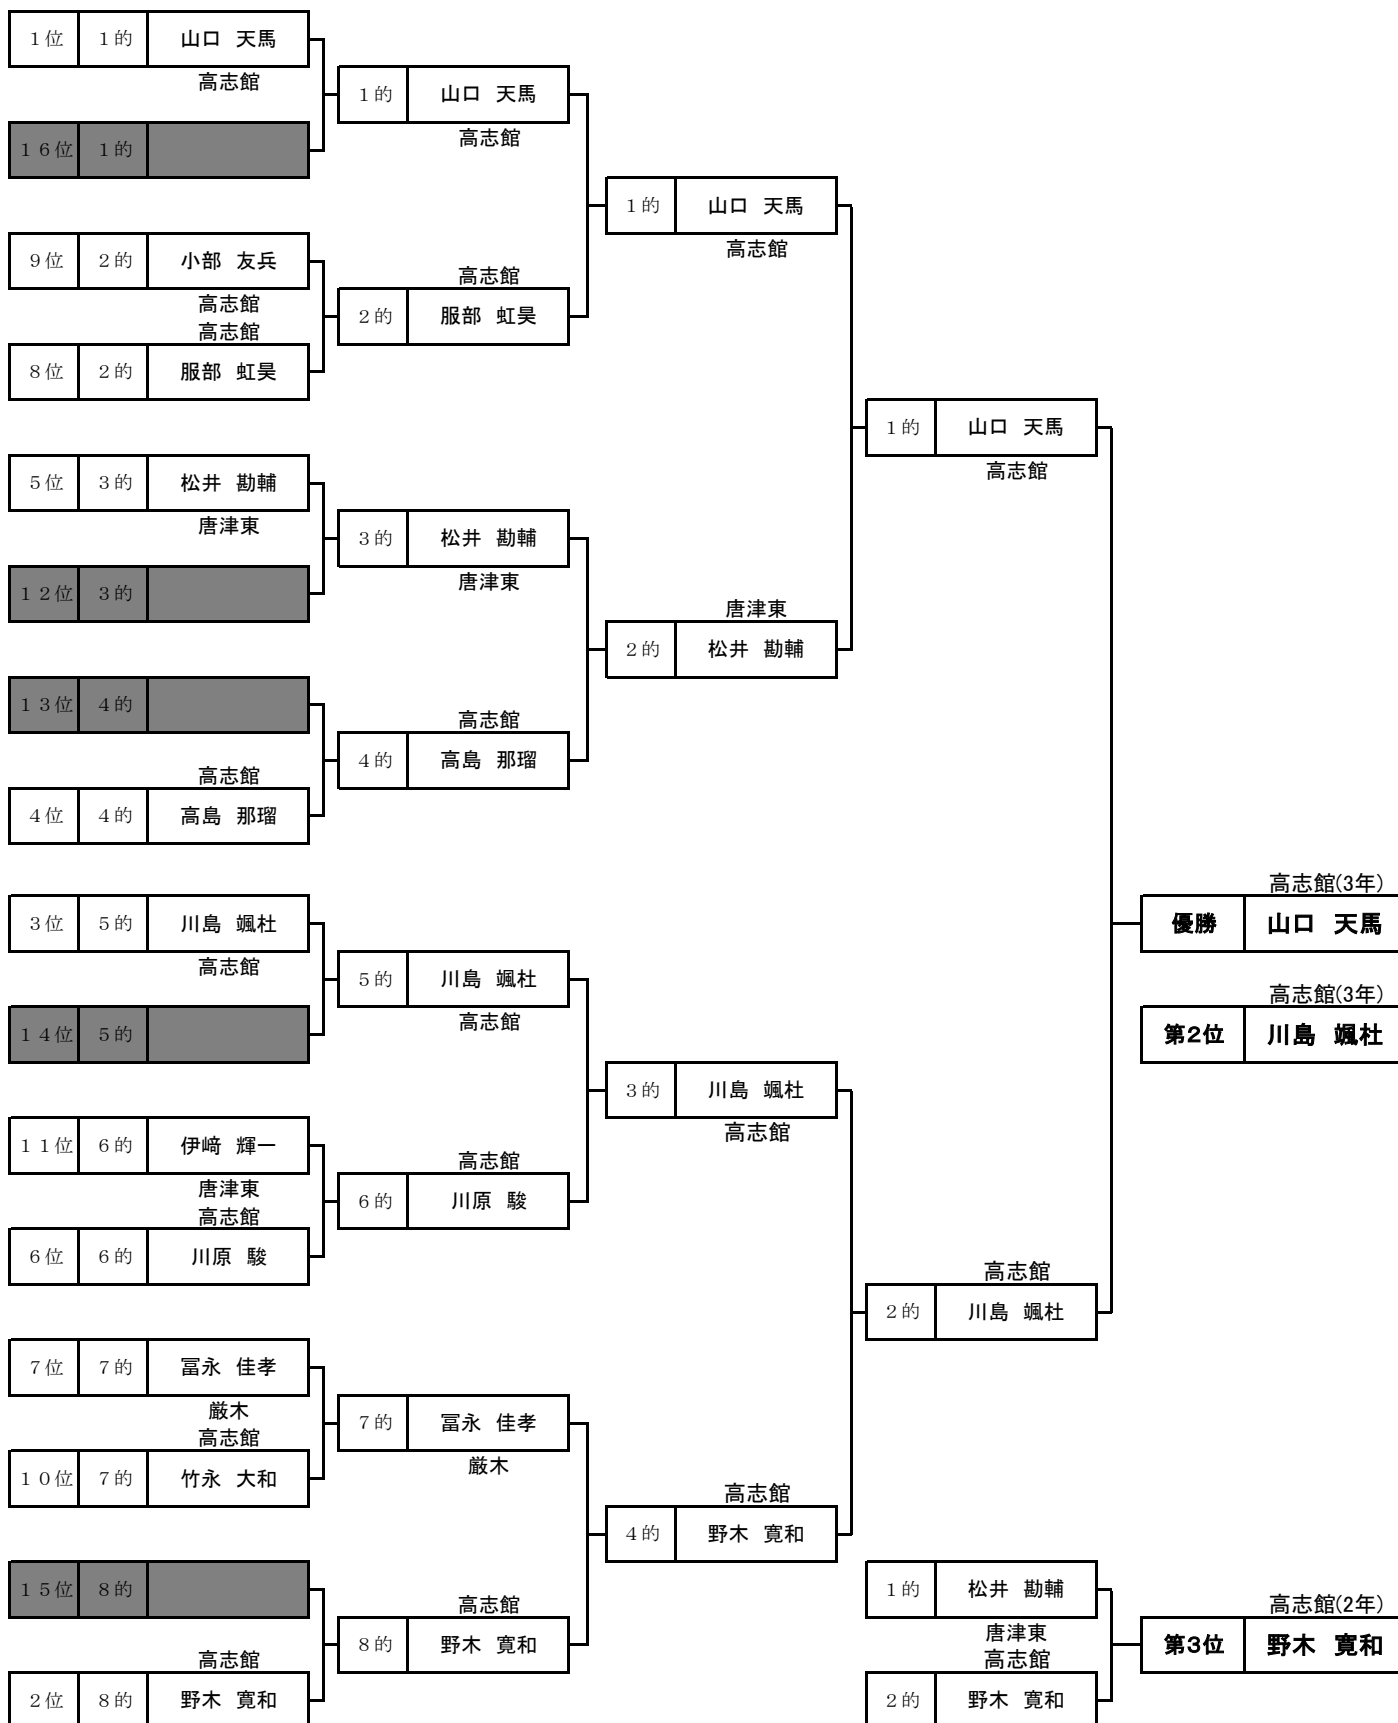 1位 1的 山口 天馬
高志館
1的 山口 天馬
高志館
16位 1的
1的 山口 天馬
高志館
9位 2的 小部 友兵
高志館
高志館
2的 服部 虹昊
高志館
8位 2的 服部 虹昊
1的 山口 天馬
高志館
5位 3的 松井 勘輔
唐津東
3的 松井 勘輔
唐津東
12位 3的
唐津東
2的 松井 勘輔
13位 4的
高志館
4的 高島 那瑠
高志館
4位 4的 高島 那瑠
高志館(3年)
優勝 山口 天馬
高志館(3年)
第2位 川島 颯杜
3位 5的 川島 颯杜
高志館
5的 川島 颯杜
高志館
14位 5的
3的 川島 颯杜
高志館
11位 6的 伊﨑 輝一
唐津東
高志館
6的 川原 駿
高志館
6位 6的 川原 駿
高志館
2的 川島 颯杜
7位 7的 冨永 佳孝
厳木
7的 冨永 佳孝
厳木
高志館
10位 7的 竹永 大和
高志館
4的 野木 寛和
15位 8的
高志館
8的 野木 寛和
高志館
2位 8的 野木 寛和
1的 松井 勘輔
唐津東
高志館
2的 野木 寛和
高志館(2年)
第3位 野木 寛和